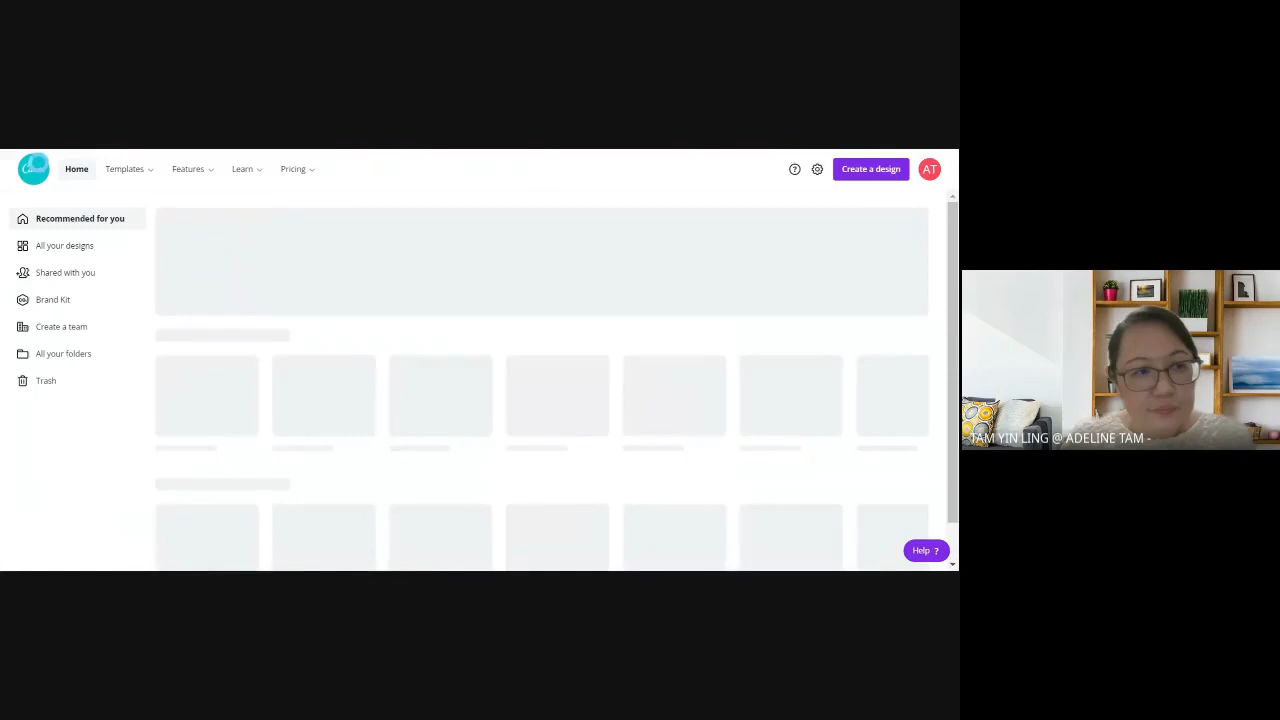 Canva
Home
Templates
Features
Learn
Pricing
Create a design
AT
Recommended for you
All your designs
Shared with you
Brand Kit
Create a team
All your folders
Trash
Help ?
TAM YIN LING @ ADELINE TAM -